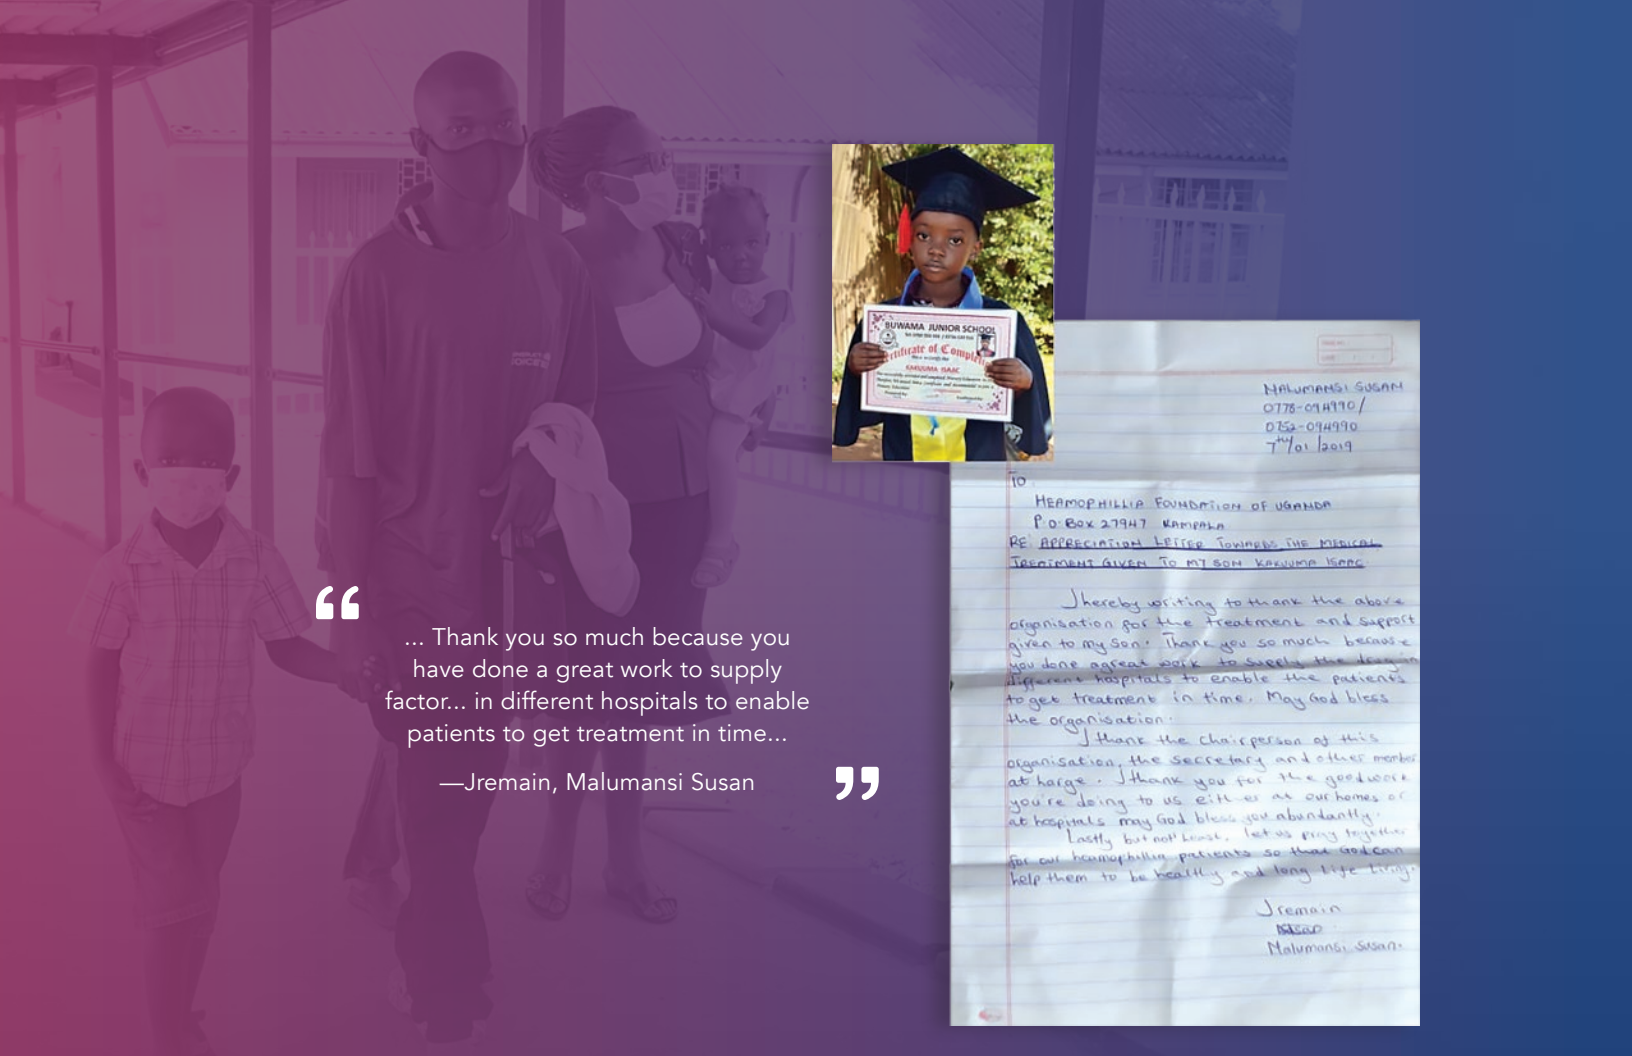 “
... Thank you so much because you
have done a great work to supply
factor... in different hospitals to enable
patients to get treatment in time...
—Jremain, Malumansi Susan
”
BUWAMA JUNIOR SCHOOL
Certificate of Completion
KAKUUMA ISAAC
MALUMANSI SUSAN
0778-094990/
0752-094990
7th/01/2019
TO
HEAMOPHILLIA FOUNDATION OF UGANDA
P.O.BOX 27947 KAMPALA
RE: APPRECIATION LETTER TOWARDS THE MEDICAL
TREATMENT GIVEN TO MY SON KAKUUMA ISAAC
I hereby writing to thank the above
organisation for the treatment and support
given to my son. Thank you so much because
you done agreat work to supply the drug in
different hospitals to enable the patients
to get treatment in time. May God bless
the organisation.
I thank the chairperson of this
organisation, the secretary and other member
at harge. I thank you for the good work
you're doing to us either at our homes or
at hospitals may God bless you abundantly.
Lastly but not least, let us pray together
for our heamophillia patients so that God can
help them to be healthy and long life living.
Jremain
Malumansi Susan.